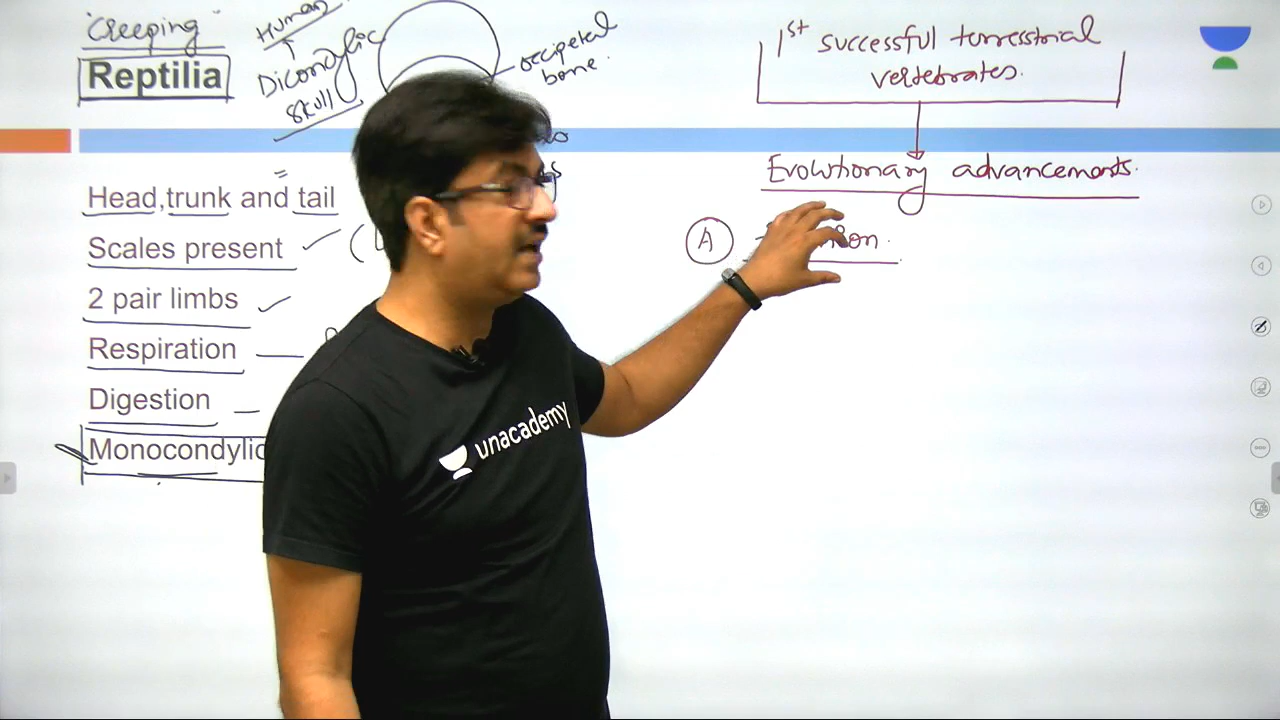 "Creeping"
Reptilia
Human
Dicondylic
skull
occipetal
bone.
1st successful terrestrial
vertebrates.
Evolutionary advancements.
Head,trunk and tail
Scales present
2 pair limbs
Respiration
Digestion
Monocondylic
A
unacademy